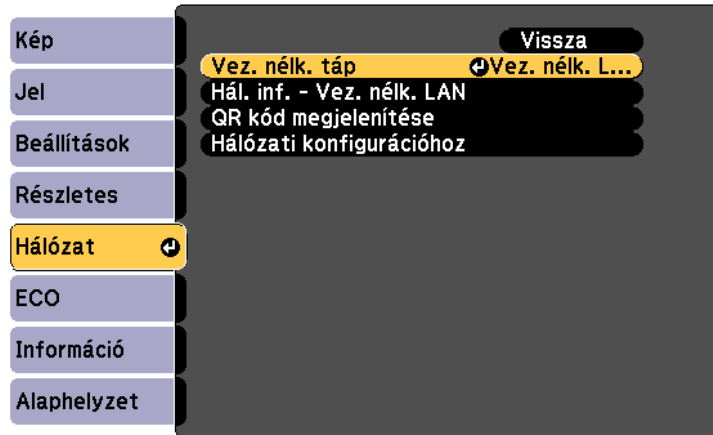 Kép
Jel
Beállítások
Részletes
Hálózat
ECO
Információ
Alaphelyzet
Vissza
Vez. nélk. táp Vez. nélk. L...
Hál. inf. - Vez. nélk. LAN
QR kód megjelenítése
Hálózati konfigurációhoz